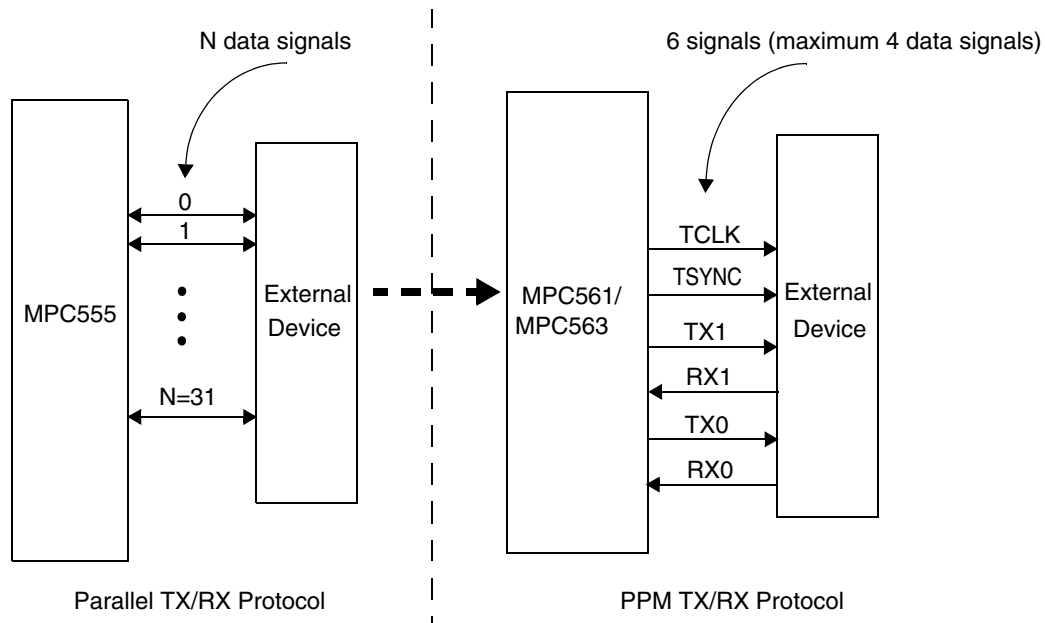 N data signals
6 signals (maximum 4 data signals)
0
1
MPC555
External
Device
N=31
TCLK
TSYNC
TX1
RX1
TX0
RX0
MPC561/
MPC563
External
Device
Parallel TX/RX Protocol
PPM TX/RX Protocol